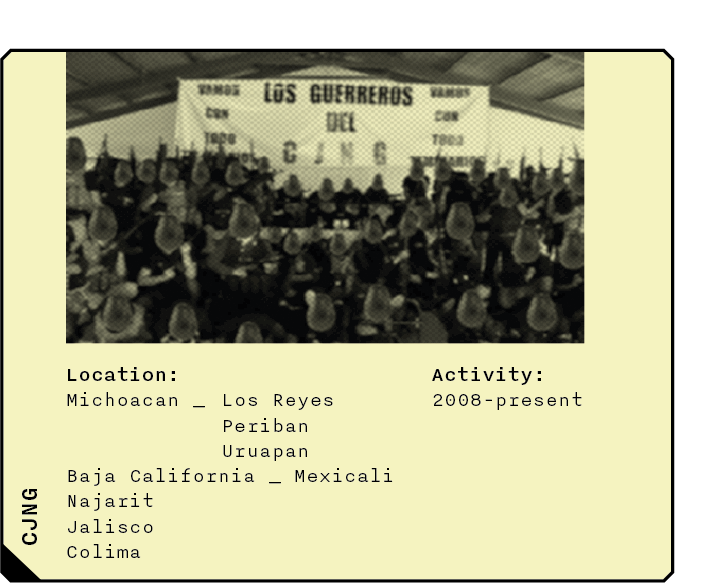 VAMOS LOS GUERREROS VAMOS
CON DEL CON
TODO TODO
C J N G
Location:
Michoacan _ Los Reyes
Periban
Uruapan
Baja California _ Mexicali
Najarit
Jalisco
Colima
Activity:
2008-present
CJNG